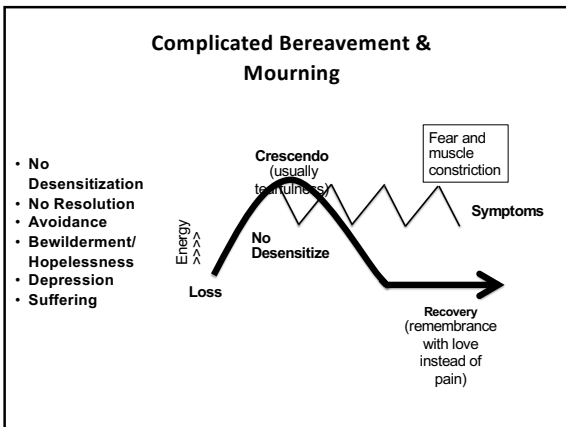 Complicated Bereavement &
Mourning
• No
Desensitization
• No Resolution
• Avoidance
• Bewilderment/
Hopelessness
• Depression
• Suffering
Energy
>>>>
Loss
Crescendo
(usually
tearfulness)
No
Desensitize
Fear and
muscle
constriction
Symptoms
Recovery
(remembrance
with love
instead of
pain)